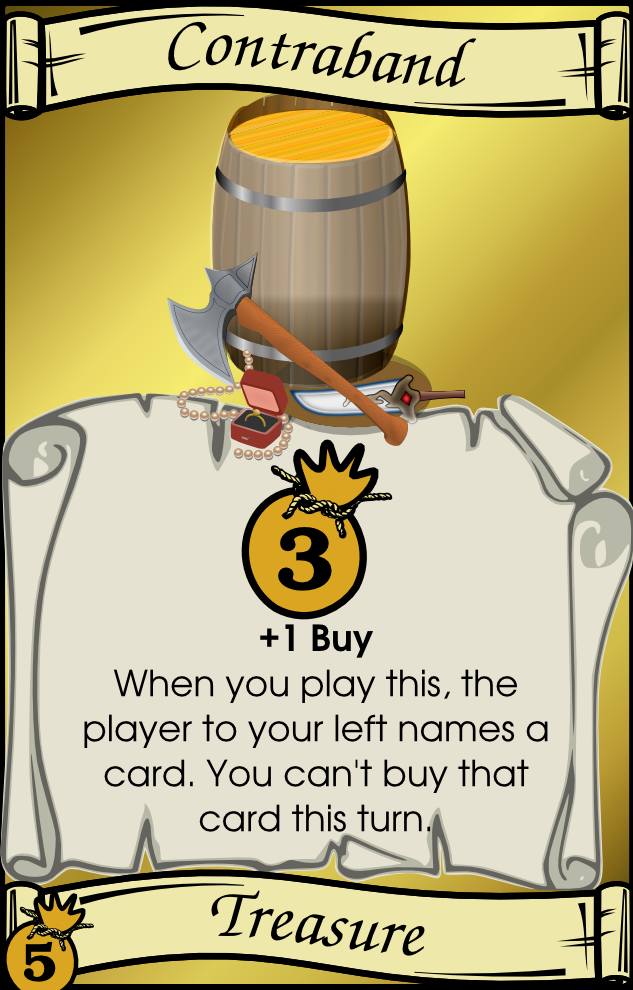 Contraband
3
+1 Buy
When you play this, the
player to your left names a
card. You can't buy that
card this turn.
Treasure
5